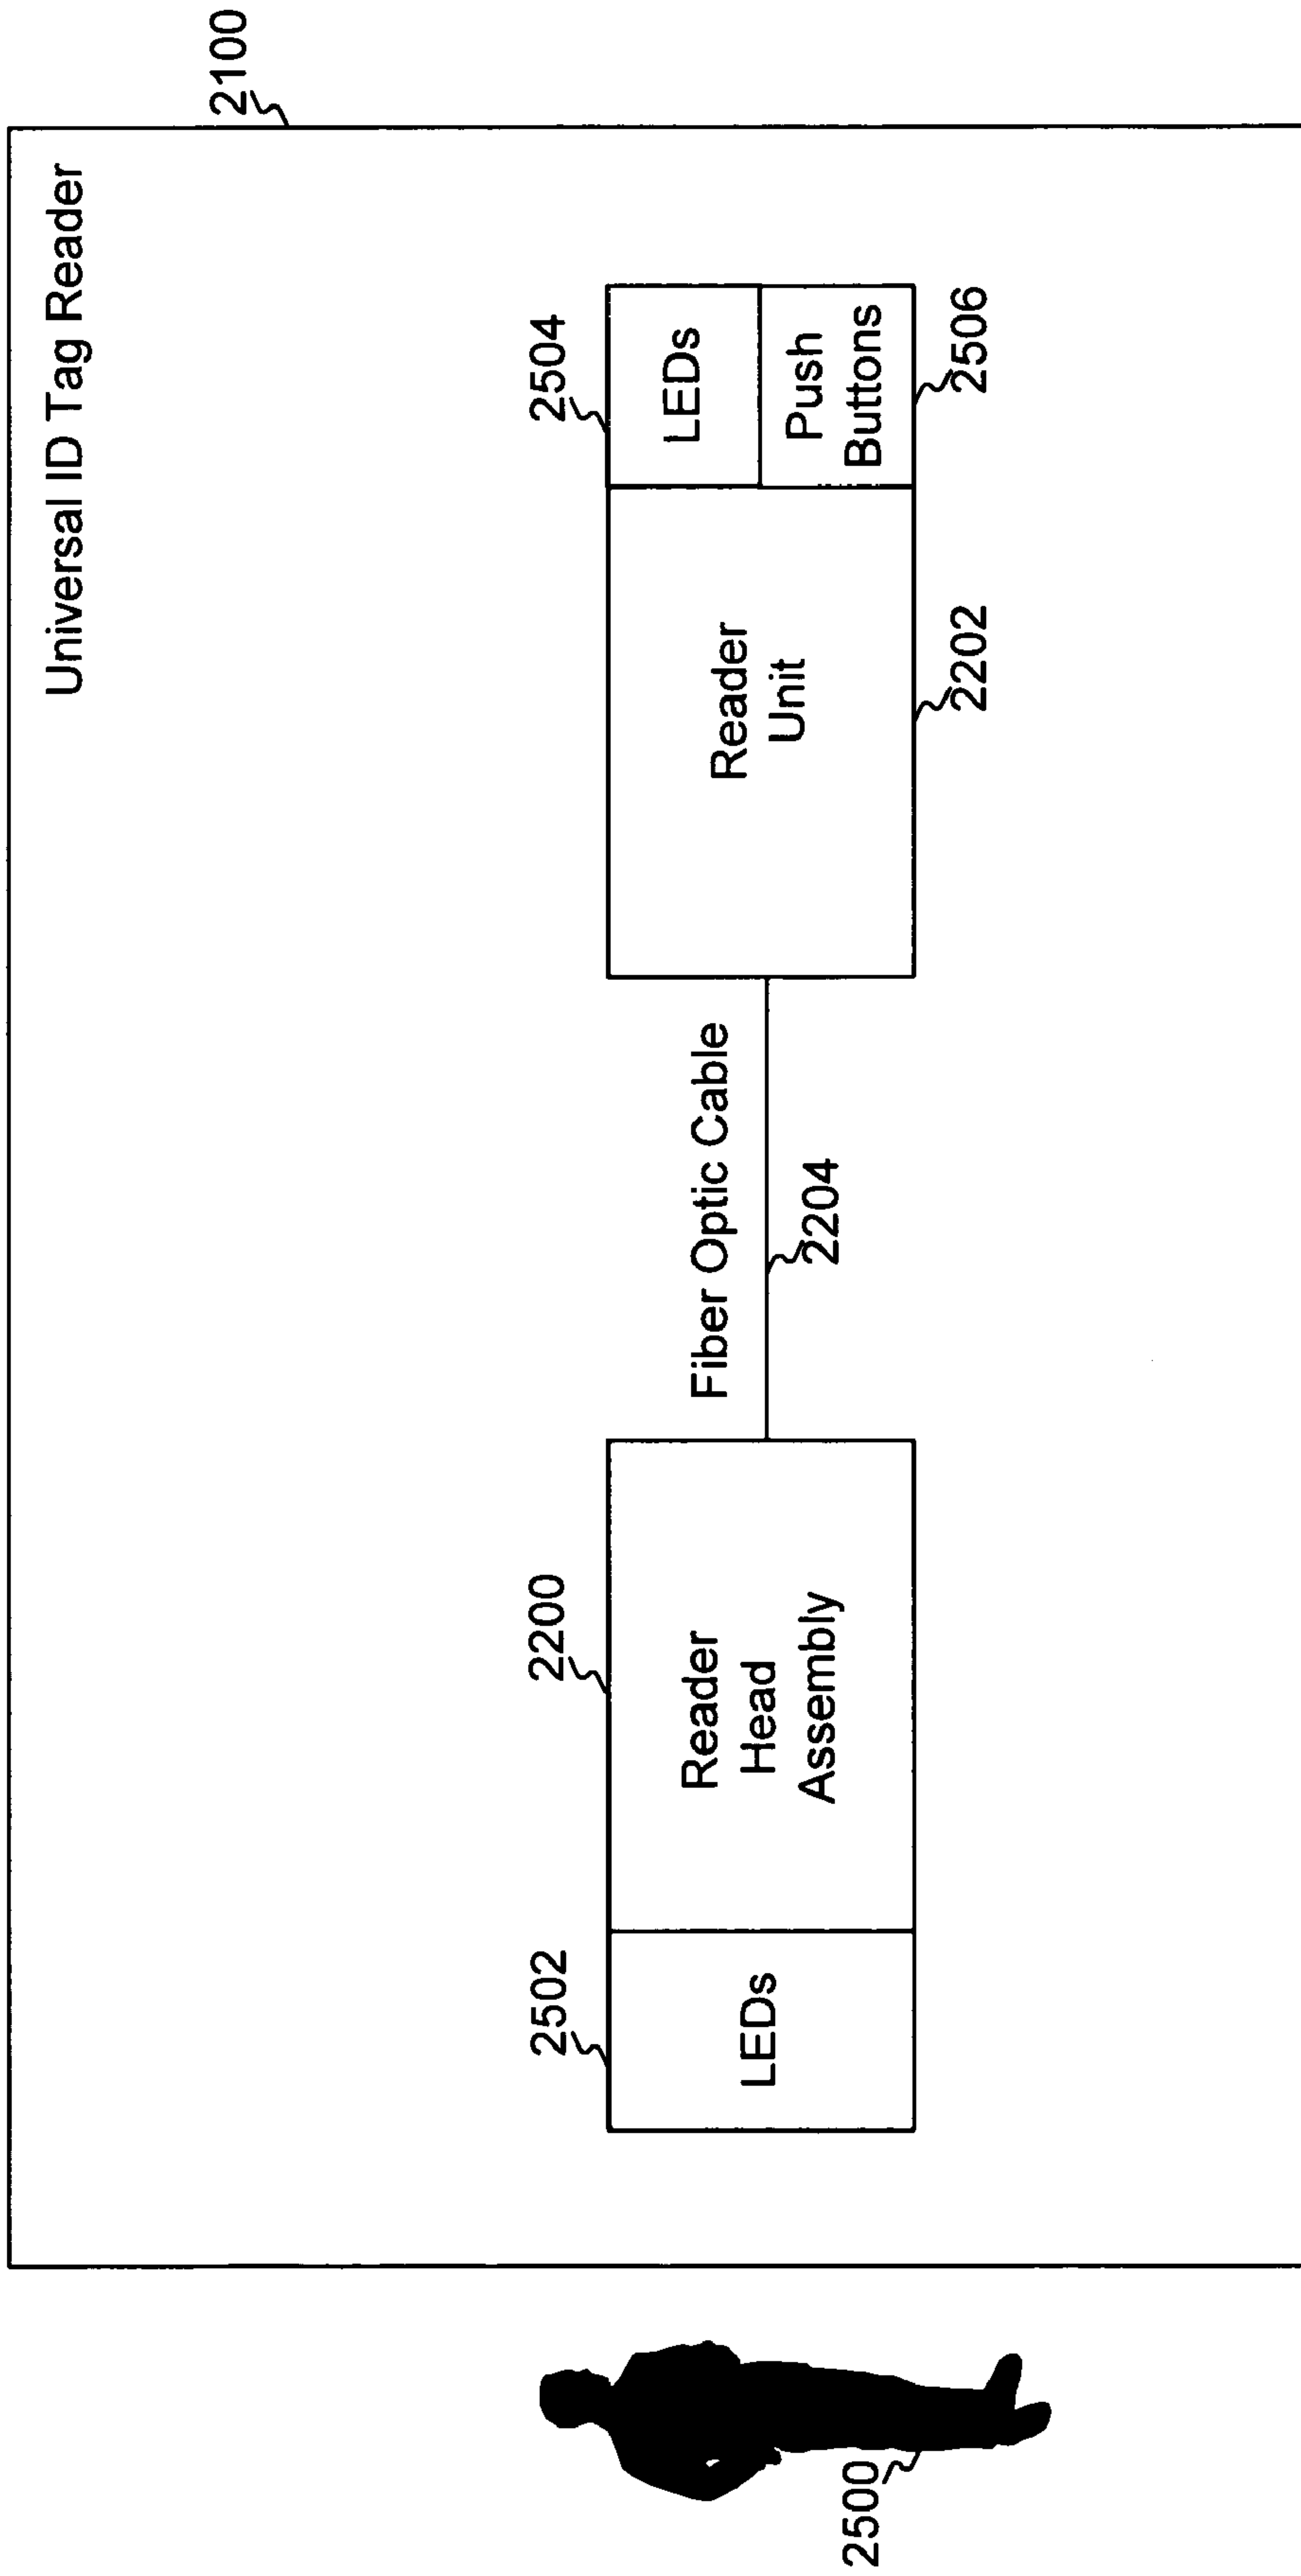 Universal ID Tag Reader
2100
2502
LEDs
2200
Reader
Head
Assembly
Fiber Optic Cable
2204
2504
LEDs
Push
Buttons
2506
Reader
Unit
2202
2500